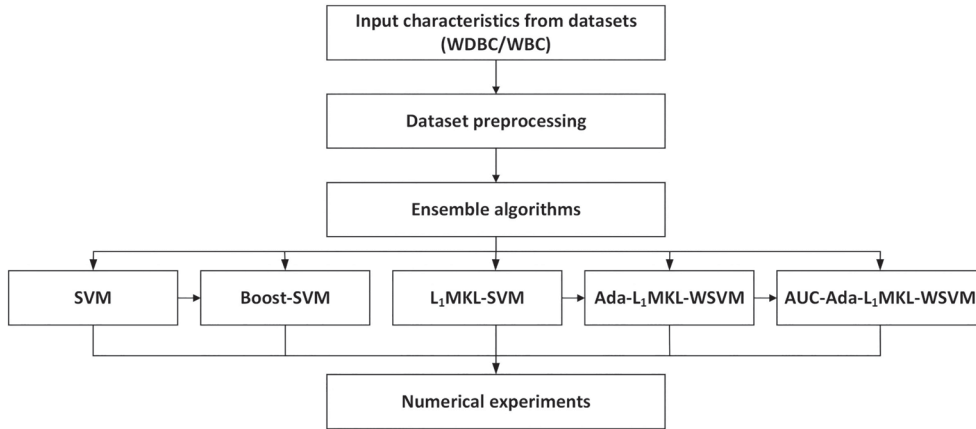 Input characteristics from datasets
(WDBC/WBC)
Dataset preprocessing
Ensemble algorithms
SVM
Boost-SVM
L₁MKL-SVM
Ada-L₁MKL-WSVM
AUC-Ada-L₁MKL-WSVM
Numerical experiments